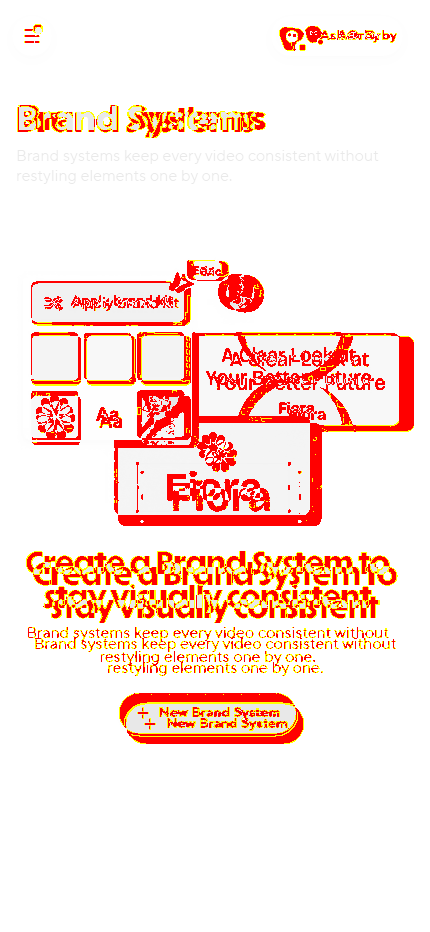 Brand Systems
Brand systems keep every video consistent without
restyling elements one by one.
Apply brand kit
A Clear Look at
Your Better Future
Fiora
Aa
Fiora
Create a Brand System to
stay visually consistent
Brand systems keep every video consistent without
restyling elements one by one.
+ New Brand System